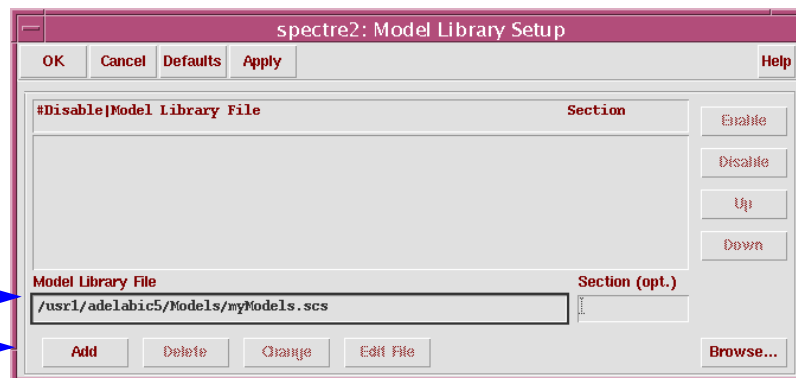 spectre2: Model Library Setup
OK Cancel Defaults Apply Help
#Disable|Model Library File Section
Enable
Disable
Up
Down
Model Library File Section (opt.)
/usr1/adelabic5/Models/myModels.scs
Add Delete Change Edit File Browse...